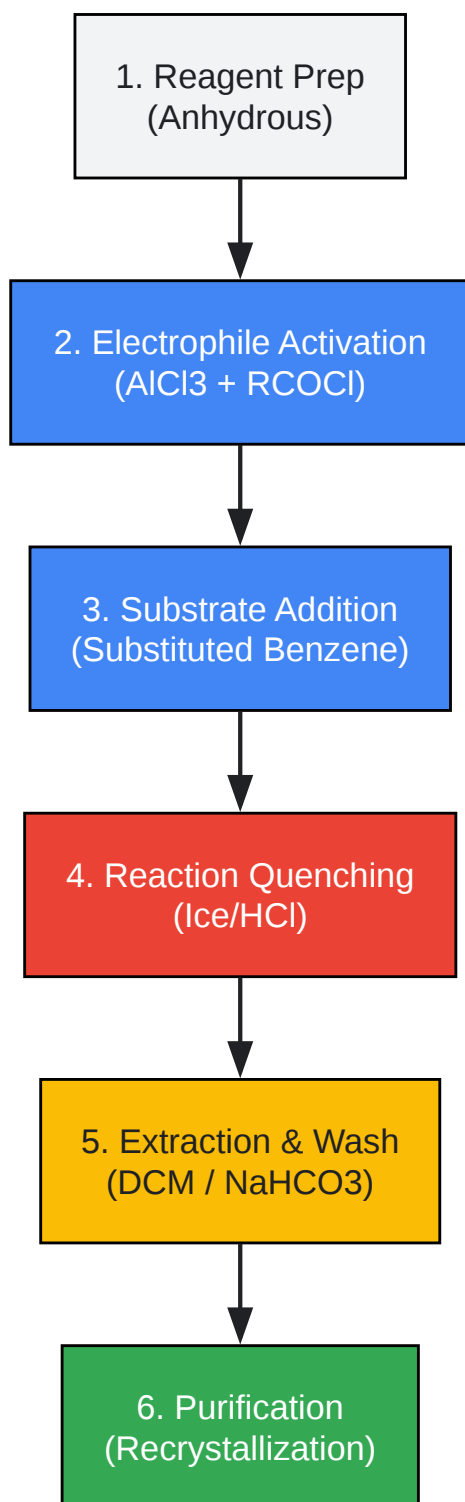 1. Reagent Prep
(Anhydrous)
2. Electrophile Activation
(AlCl3 + RCOCl)
3. Substrate Addition
(Substituted Benzene)
4. Reaction Quenching
(Ice/HCl)
5. Extraction & Wash
(DCM / NaHCO3)
6. Purification
(Recrystallization)